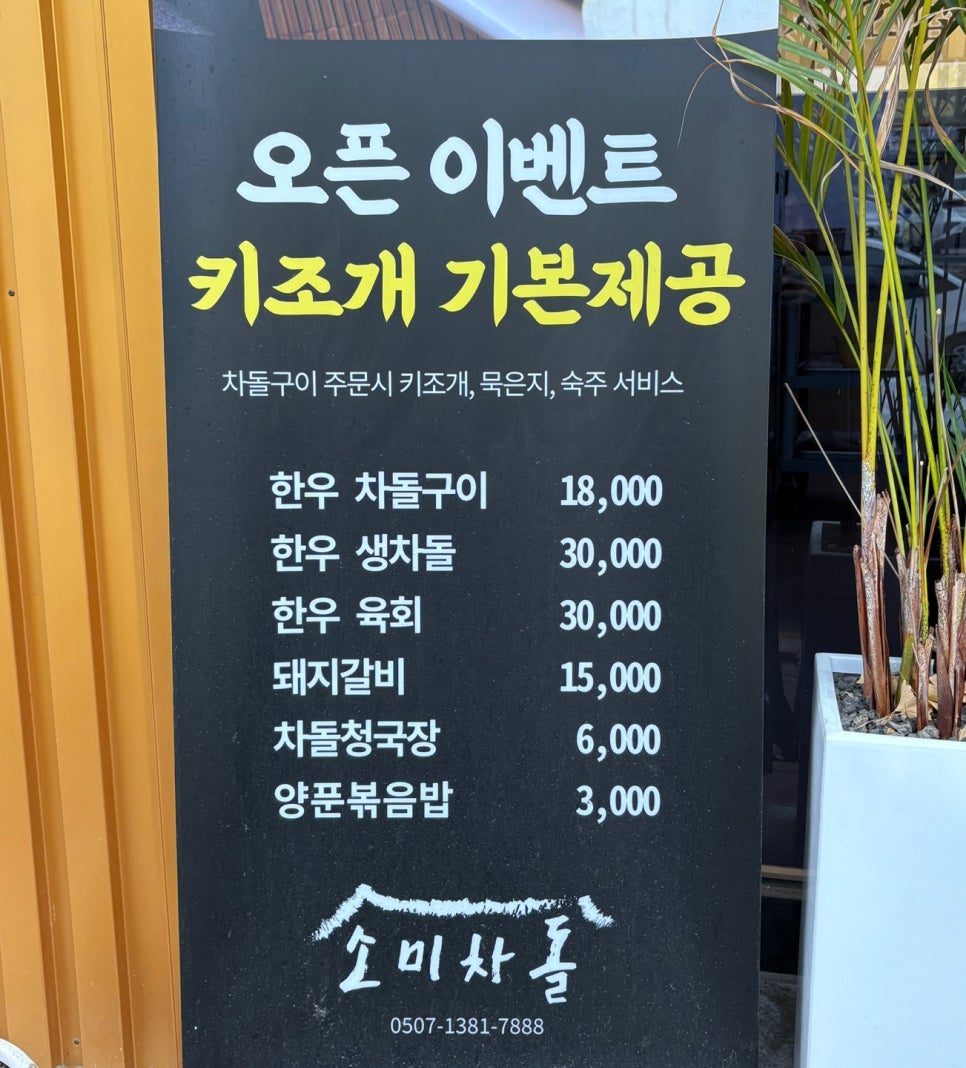 오픈 이벤트
키조개 기본제공
차돌구이 주문시 키조개, 묵은지, 숙주 서비스
한우 차돌구이 18,000
한우 생차돌 30,000
한우 육회 30,000
돼지갈비 15,000
차돌청국장 6,000
양푼볶음밥 3,000
소미차돌
0507-1381-7888